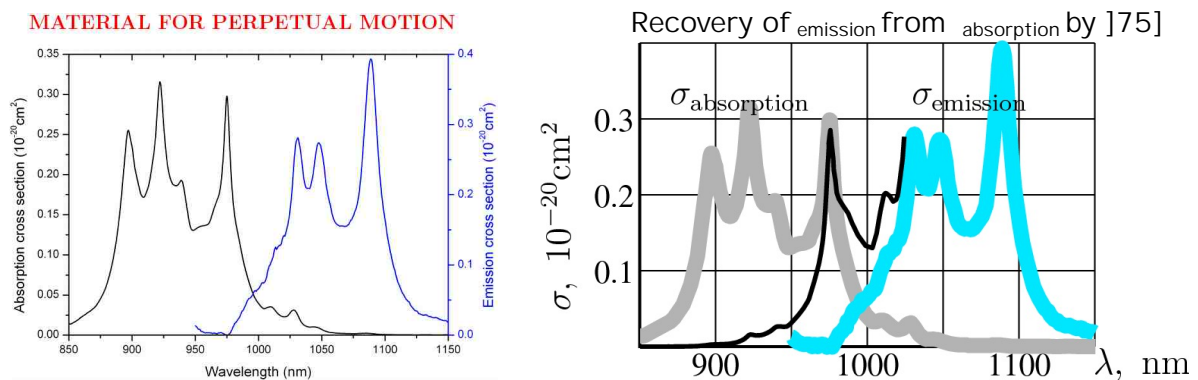 MATERIAL FOR PERPETUAL MOTION
Absorption cross section (10⁻²⁰cm²)
0.35
0.30
0.25
0.20
0.15
0.10
0.05
0.00
850
900
950
1000
1050
1100
1150
Wavelength (nm)
0.4
0.3
0.2
0.1
0.0
Emission cross section (10⁻²⁰cm²)
Recovery of emission from absorption by ]75]
σabsorption
σemission
σ, 10⁻²⁰cm²
0.3
0.2
0.1
900
1000
1100
λ, nm